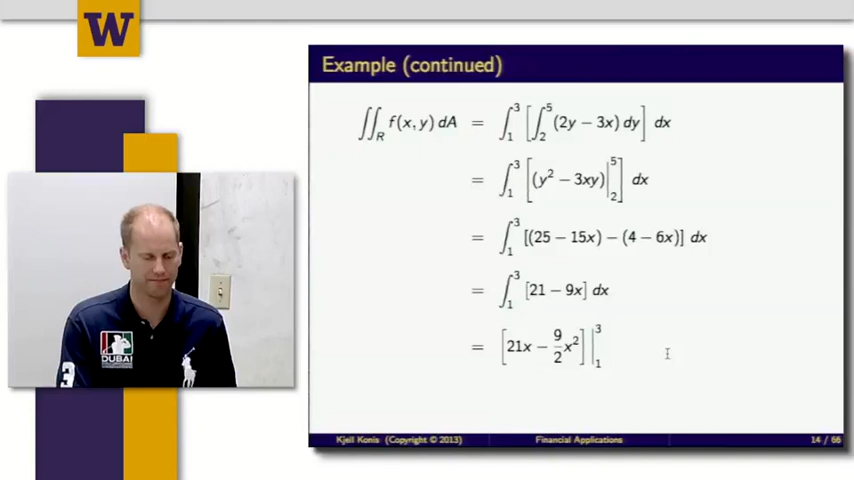 W
Example (continued)
∬_R f(x, y) dA = ∫_1^3 [∫_2^5 (2y − 3x) dy] dx
= ∫_1^3 [(y² − 3xy)|_2^5] dx
= ∫_1^3 [(25 − 15x) − (4 − 6x)] dx
= ∫_1^3 [21 − 9x] dx
= [21x − 9/2 x²]|_1^3
DUBAI
3
Kjell Konis (Copyright © 2013) Financial Applications 14 / 66